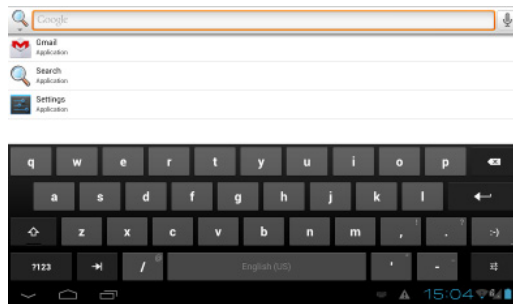 Google
Gmail
Application
Search
Application
Settings
Application
q w e r t y u i o p
a s d f g h j k l
z x c v b n m , ! . ? :-)
?123 / @ English (US) ' " - _
15:04